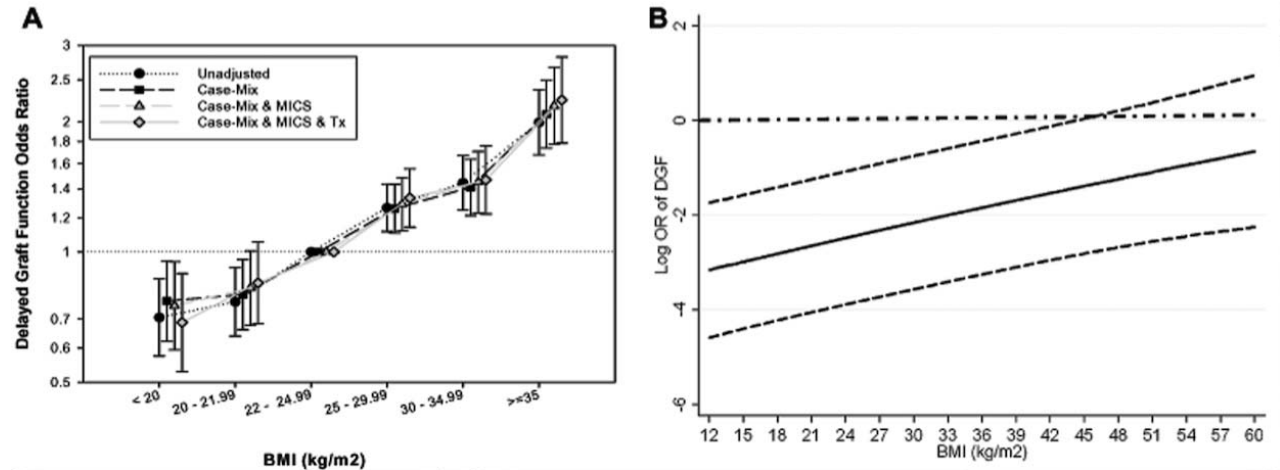 A
Delayed Graft Function Odds Ratio
3
2.5
2
1.8
1.6
1.4
1.2
1
0.7
0.6
0.5
Unadjusted
Case-Mix
Case-Mix & MICS
Case-Mix & MICS & Tx
< 20 20 - 21.99 22 - 24.99 25 - 29.99 30 - 34.99 >=35
BMI (kg/m2)
B
Log OR of DGF
2
0
-2
-4
-6
12 15 18 21 24 27 30 33 36 39 42 45 48 51 54 57 60
BMI (kg/m2)